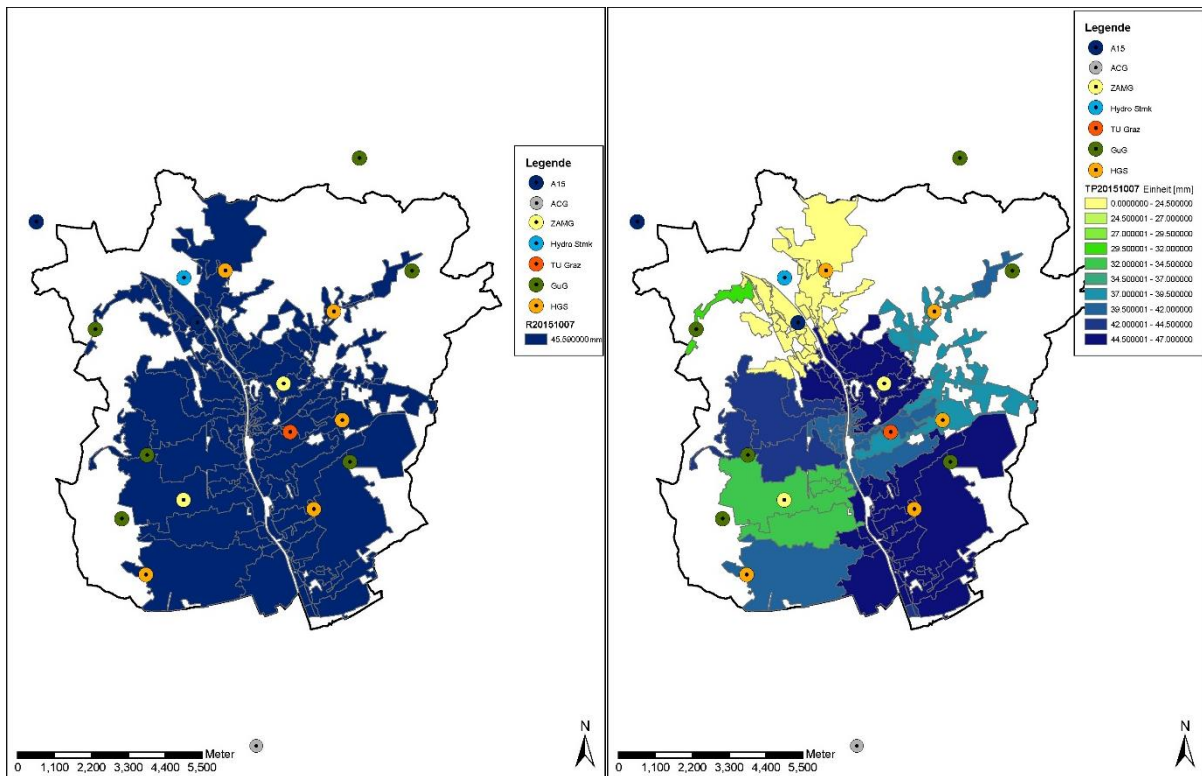 Legende
A15
ACG
ZAMG
Hydro Stmk
TU Graz
GuG
HGS
R20151007
45.590000mm
Meter
0 1,100 2,200 3,300 4,400 5,500
N
Legende
A15
ACG
ZAMG
Hydro Stmk
TU Graz
GuG
HGS
TP20151007 Einheit [mm]
0.000000 - 24.500000
24.500001 - 27.000000
27.000001 - 29.500000
29.500001 - 32.000000
32.000001 - 34.500000
34.500001 - 37.000000
37.000001 - 39.500000
39.500001 - 42.000000
42.000001 - 44.500000
44.500001 - 47.000000
Meter
0 1,100 2,200 3,300 4,400 5,500
N